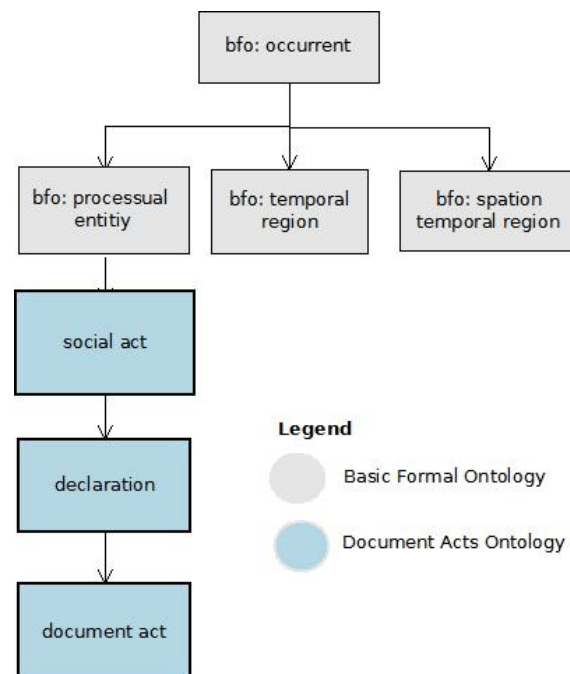 bfo: occurrent
bfo: processual
entitiy
bfo: temporal
region
bfo: spation
temporal region
social act
declaration
document act
Legend
Basic Formal Ontology
Document Acts Ontology